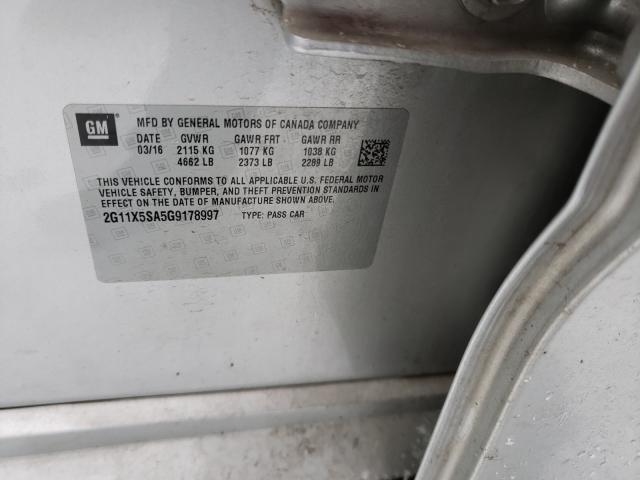 GM
MFD BY GENERAL MOTORS OF CANADA COMPANY
DATE GVWR GAWR FRT GAWR RR
03/16 2115 KG 1077 KG 1038 KG
4662 LB 2373 LB 2289 LB
THIS VEHICLE CONFORMS TO ALL APPLICABLE U.S. FEDERAL MOTOR
VEHICLE SAFETY, BUMPER, AND THEFT PREVENTION STANDARDS IN
EFFECT ON THE DATE OF MANUFACTURE SHOWN ABOVE.
2G11X5SA5G9178997 TYPE: PASS CAR